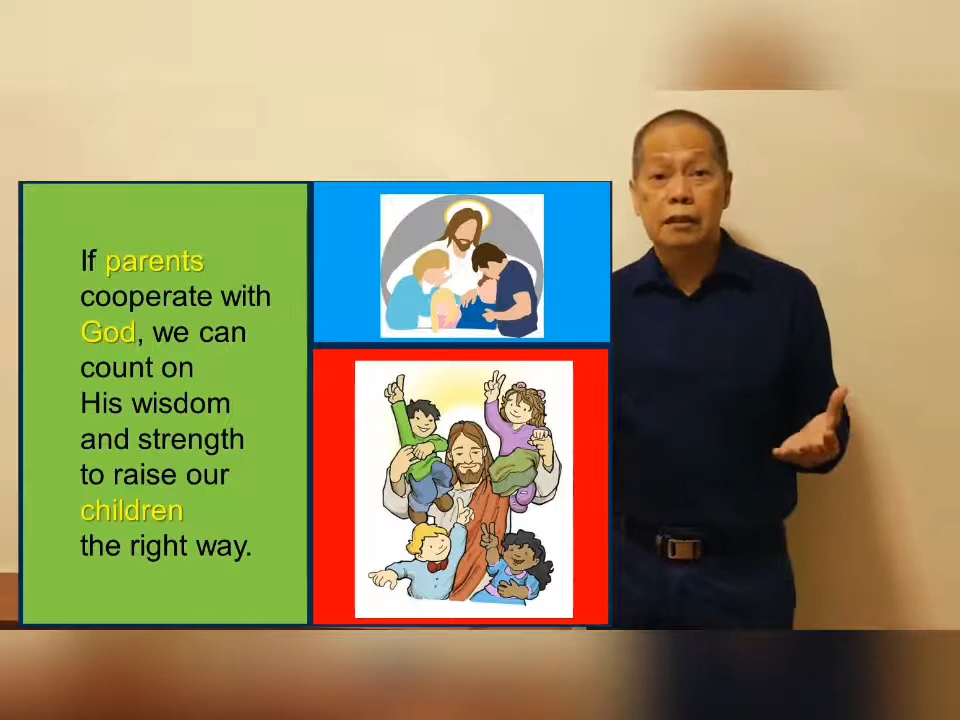 If parents
cooperate with
God, we can
count on
His wisdom
and strength
to raise our
children
the right way.